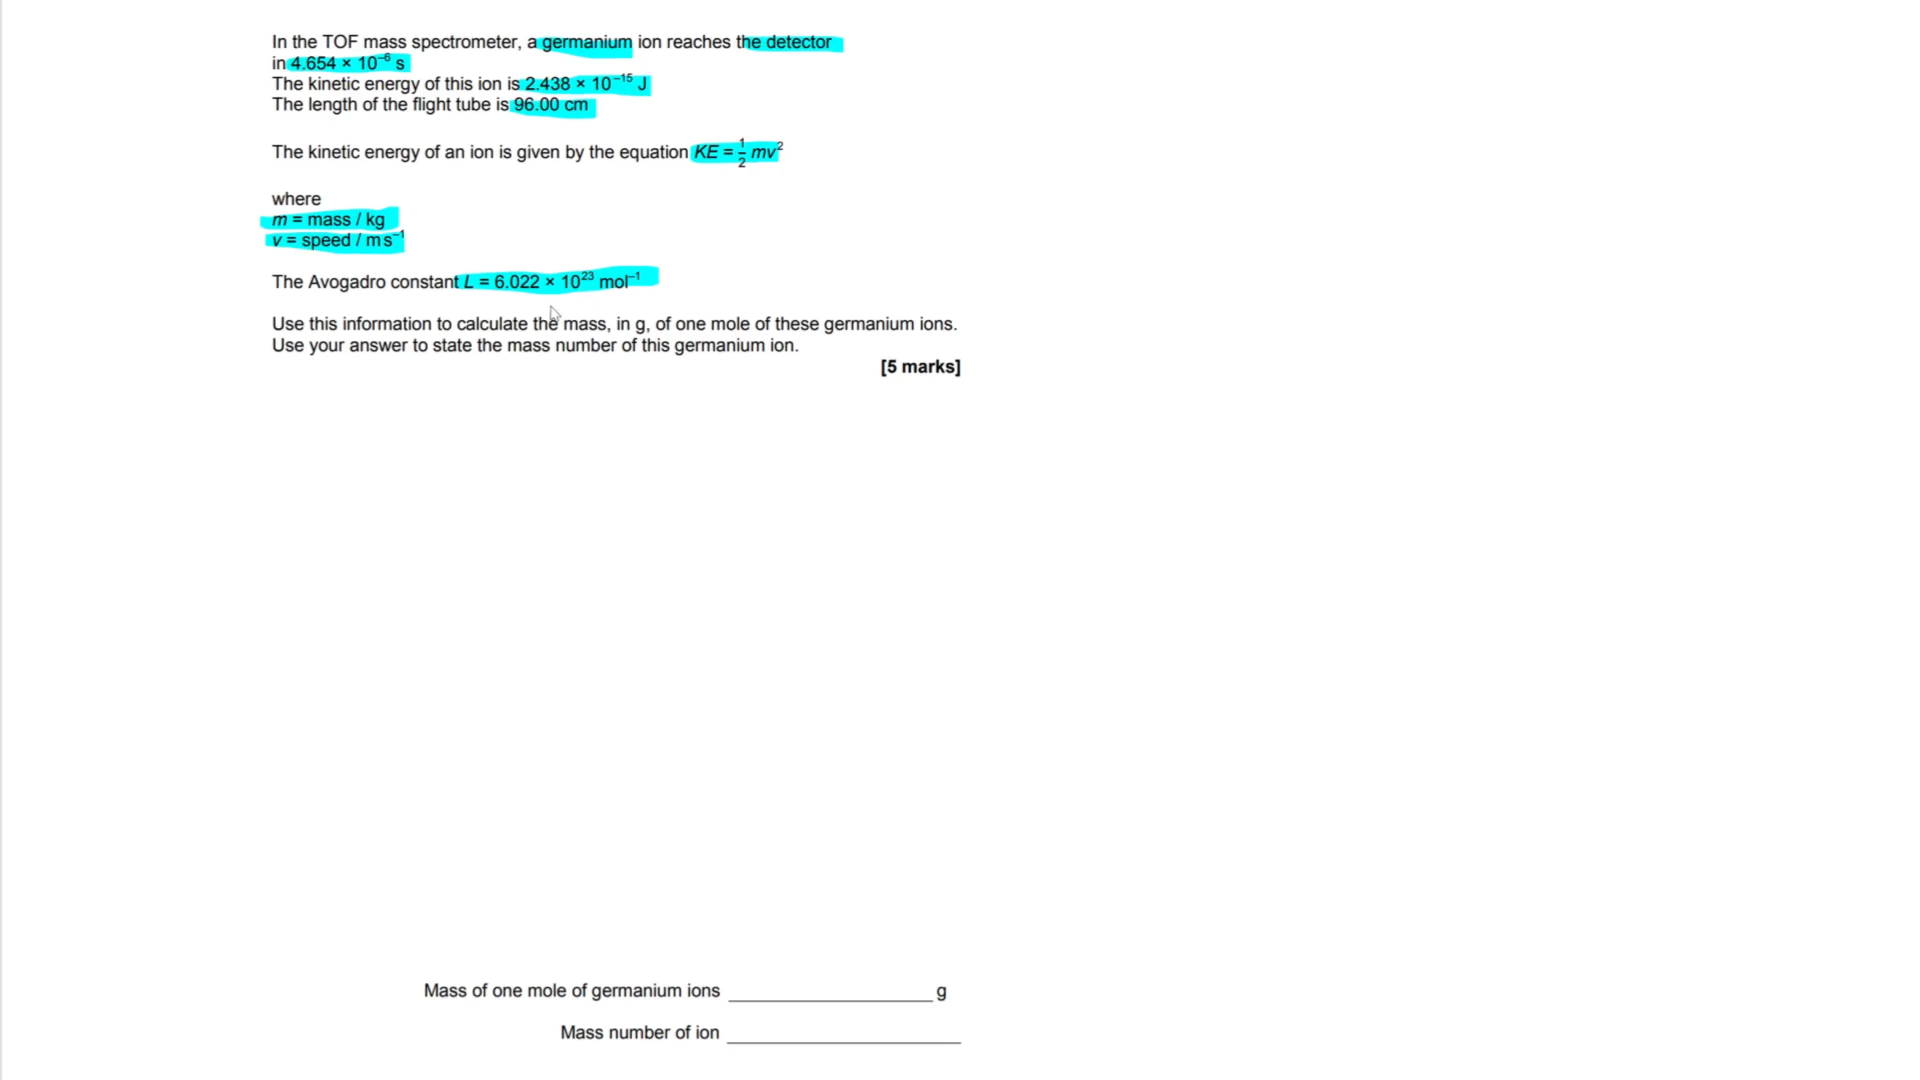 In the TOF mass spectrometer, a germanium ion reaches the detector
in 4.654 × 10⁻⁶ s
The kinetic energy of this ion is 2.438 × 10⁻¹⁵ J
The length of the flight tube is 96.00 cm
The kinetic energy of an ion is given by the equation KE = ½ mv²
where
m = mass / kg
v = speed / m s⁻¹
The Avogadro constant L = 6.022 × 10²³ mol⁻¹
Use this information to calculate the mass, in g, of one mole of these germanium ions.
Use your answer to state the mass number of this germanium ion.
[5 marks]
Mass of one mole of germanium ions ____________________ g
Mass number of ion ____________________